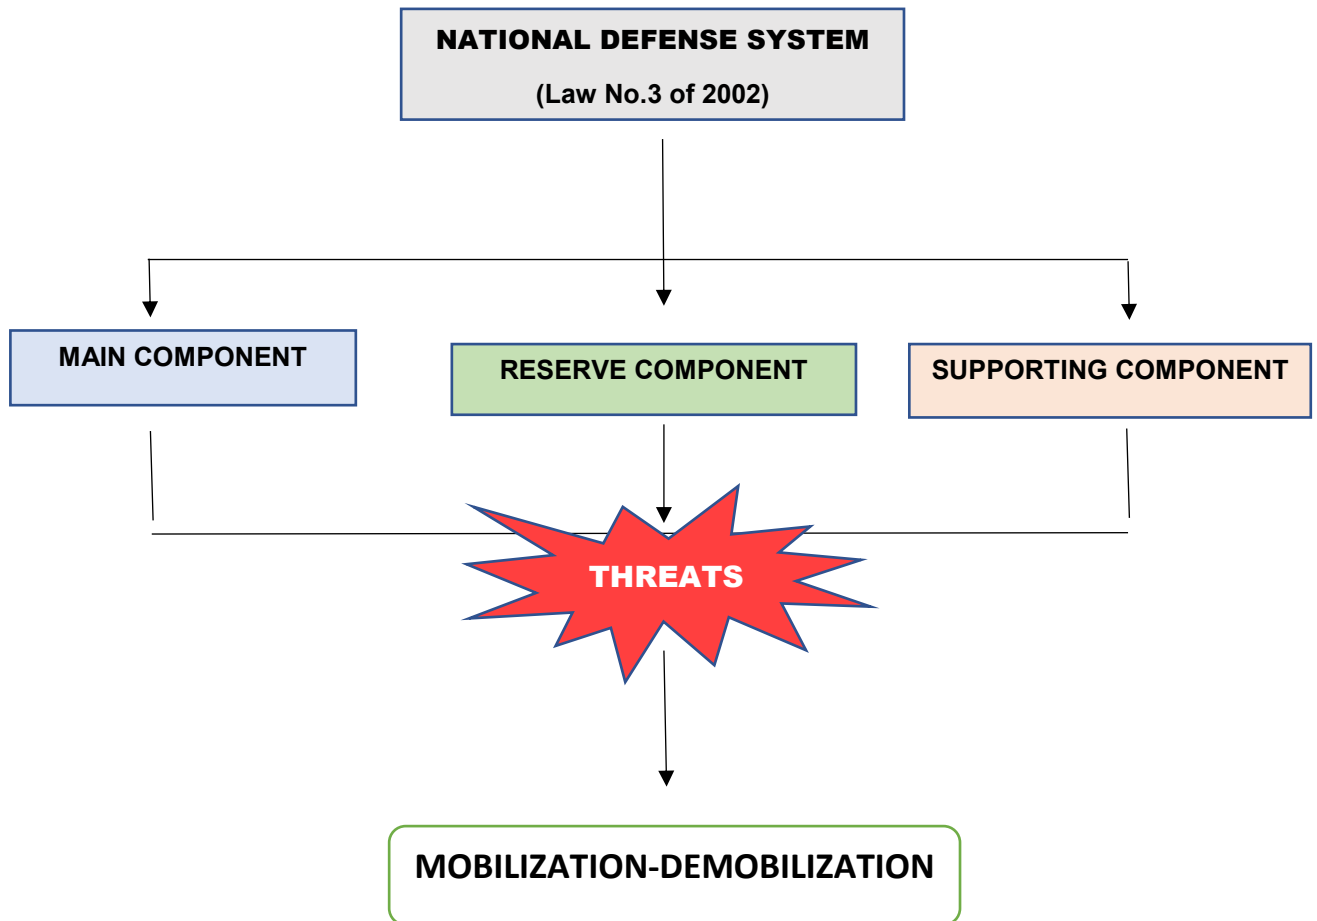 NATIONAL DEFENSE SYSTEM
(Law No.3 of 2002)
MAIN COMPONENT
RESERVE COMPONENT
SUPPORTING COMPONENT
THREATS
MOBILIZATION-DEMOBILIZATION